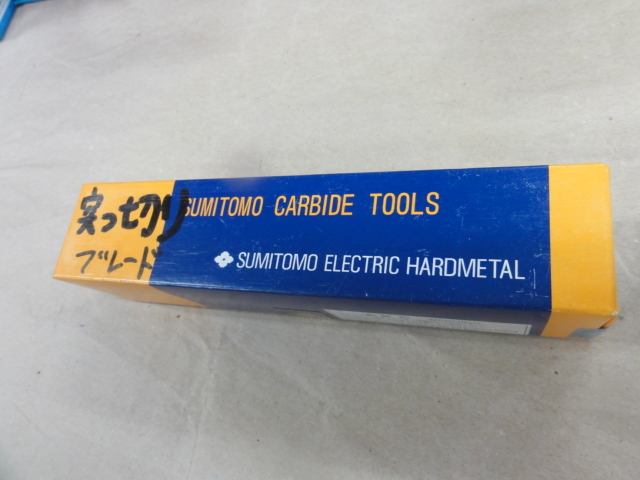 突っ切り
ブレード
SUMITOMO CARBIDE TOOLS
SUMITOMO ELECTRIC HARDMETAL